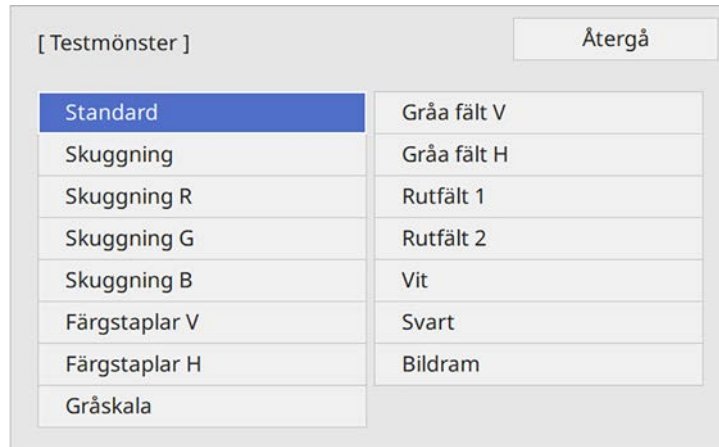 [ Testmönster ]
Återgå
Standard
Skuggning
Skuggning R
Skuggning G
Skuggning B
Färgstaplar V
Färgstaplar H
Gråskala
Gråa fält V
Gråa fält H
Rutfält 1
Rutfält 2
Vit
Svart
Bildram